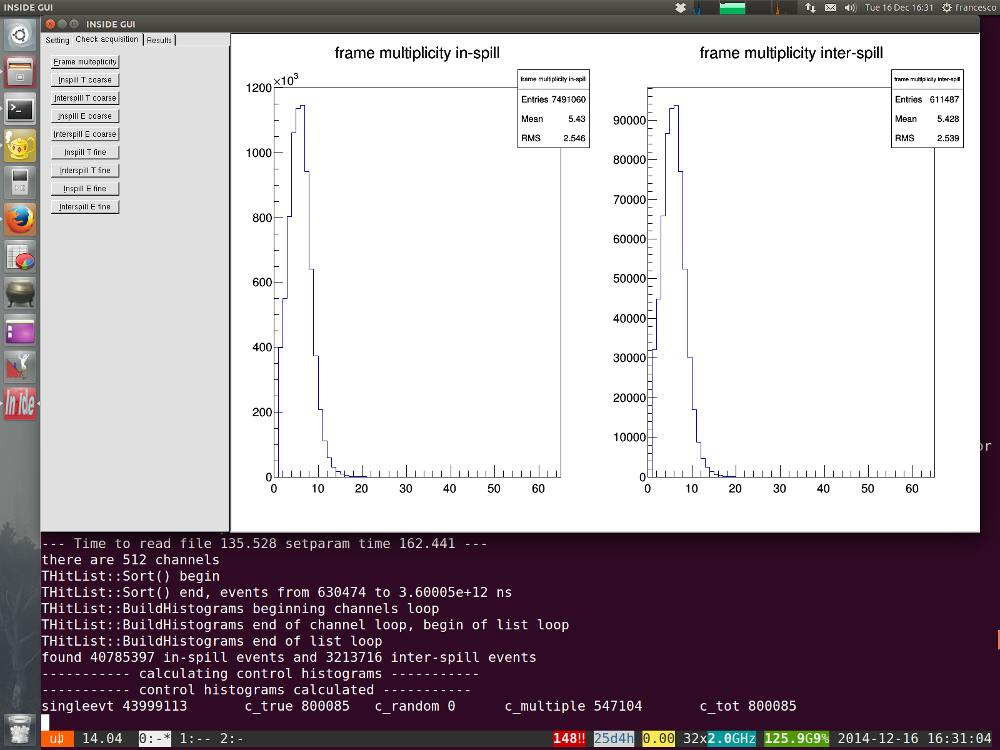 INSIDE GUI
Tue 16 Dec 16:31 francesco
INSIDE GUI
Setting Check acquisition Results
Frame multeplicity
Inspill T coarse
Interspill T coarse
Inspill E coarse
Interspill E coarse
Inspill T fine
Interspill T fine
Inspill E fine
Interspill E fine
In ide
frame multiplicity in-spill
×10³
1200
1000
800
600
400
200
0
0 10 20 30 40 50 60
frame multiplicity in-spill
Entries 7491060
Mean 5.43
RMS 2.546
frame multiplicity inter-spill
90000
80000
70000
60000
50000
40000
30000
20000
10000
0
0 10 20 30 40 50 60
frame multiplicity inter-spill
Entries 611487
Mean 5.428
RMS 2.539
or
--- Time to read file 135.528 setparam time 162.441 ---
there are 512 channels
THitList::Sort() begin
THitList::Sort() end, events from 630474 to 3.60005e+12 ns
THitList::BuildHistograms beginning channels loop
THitList::BuildHistograms end of channel loop, begin of list loop
THitList::BuildHistograms end of list loop
found 40785397 in-spill events and 3213716 inter-spill events
----------- calculating control histograms -----------
----------- control histograms calculated -----------
singleevt 43999113 c_true 800085 c_random 0 c_multiple 547104 c_tot 800085
14.04 0:-* 1:-- 2:- 148!! 25d4h 0.00 32x2.0GHz 125.9G9% 2014-12-16 16:31:04